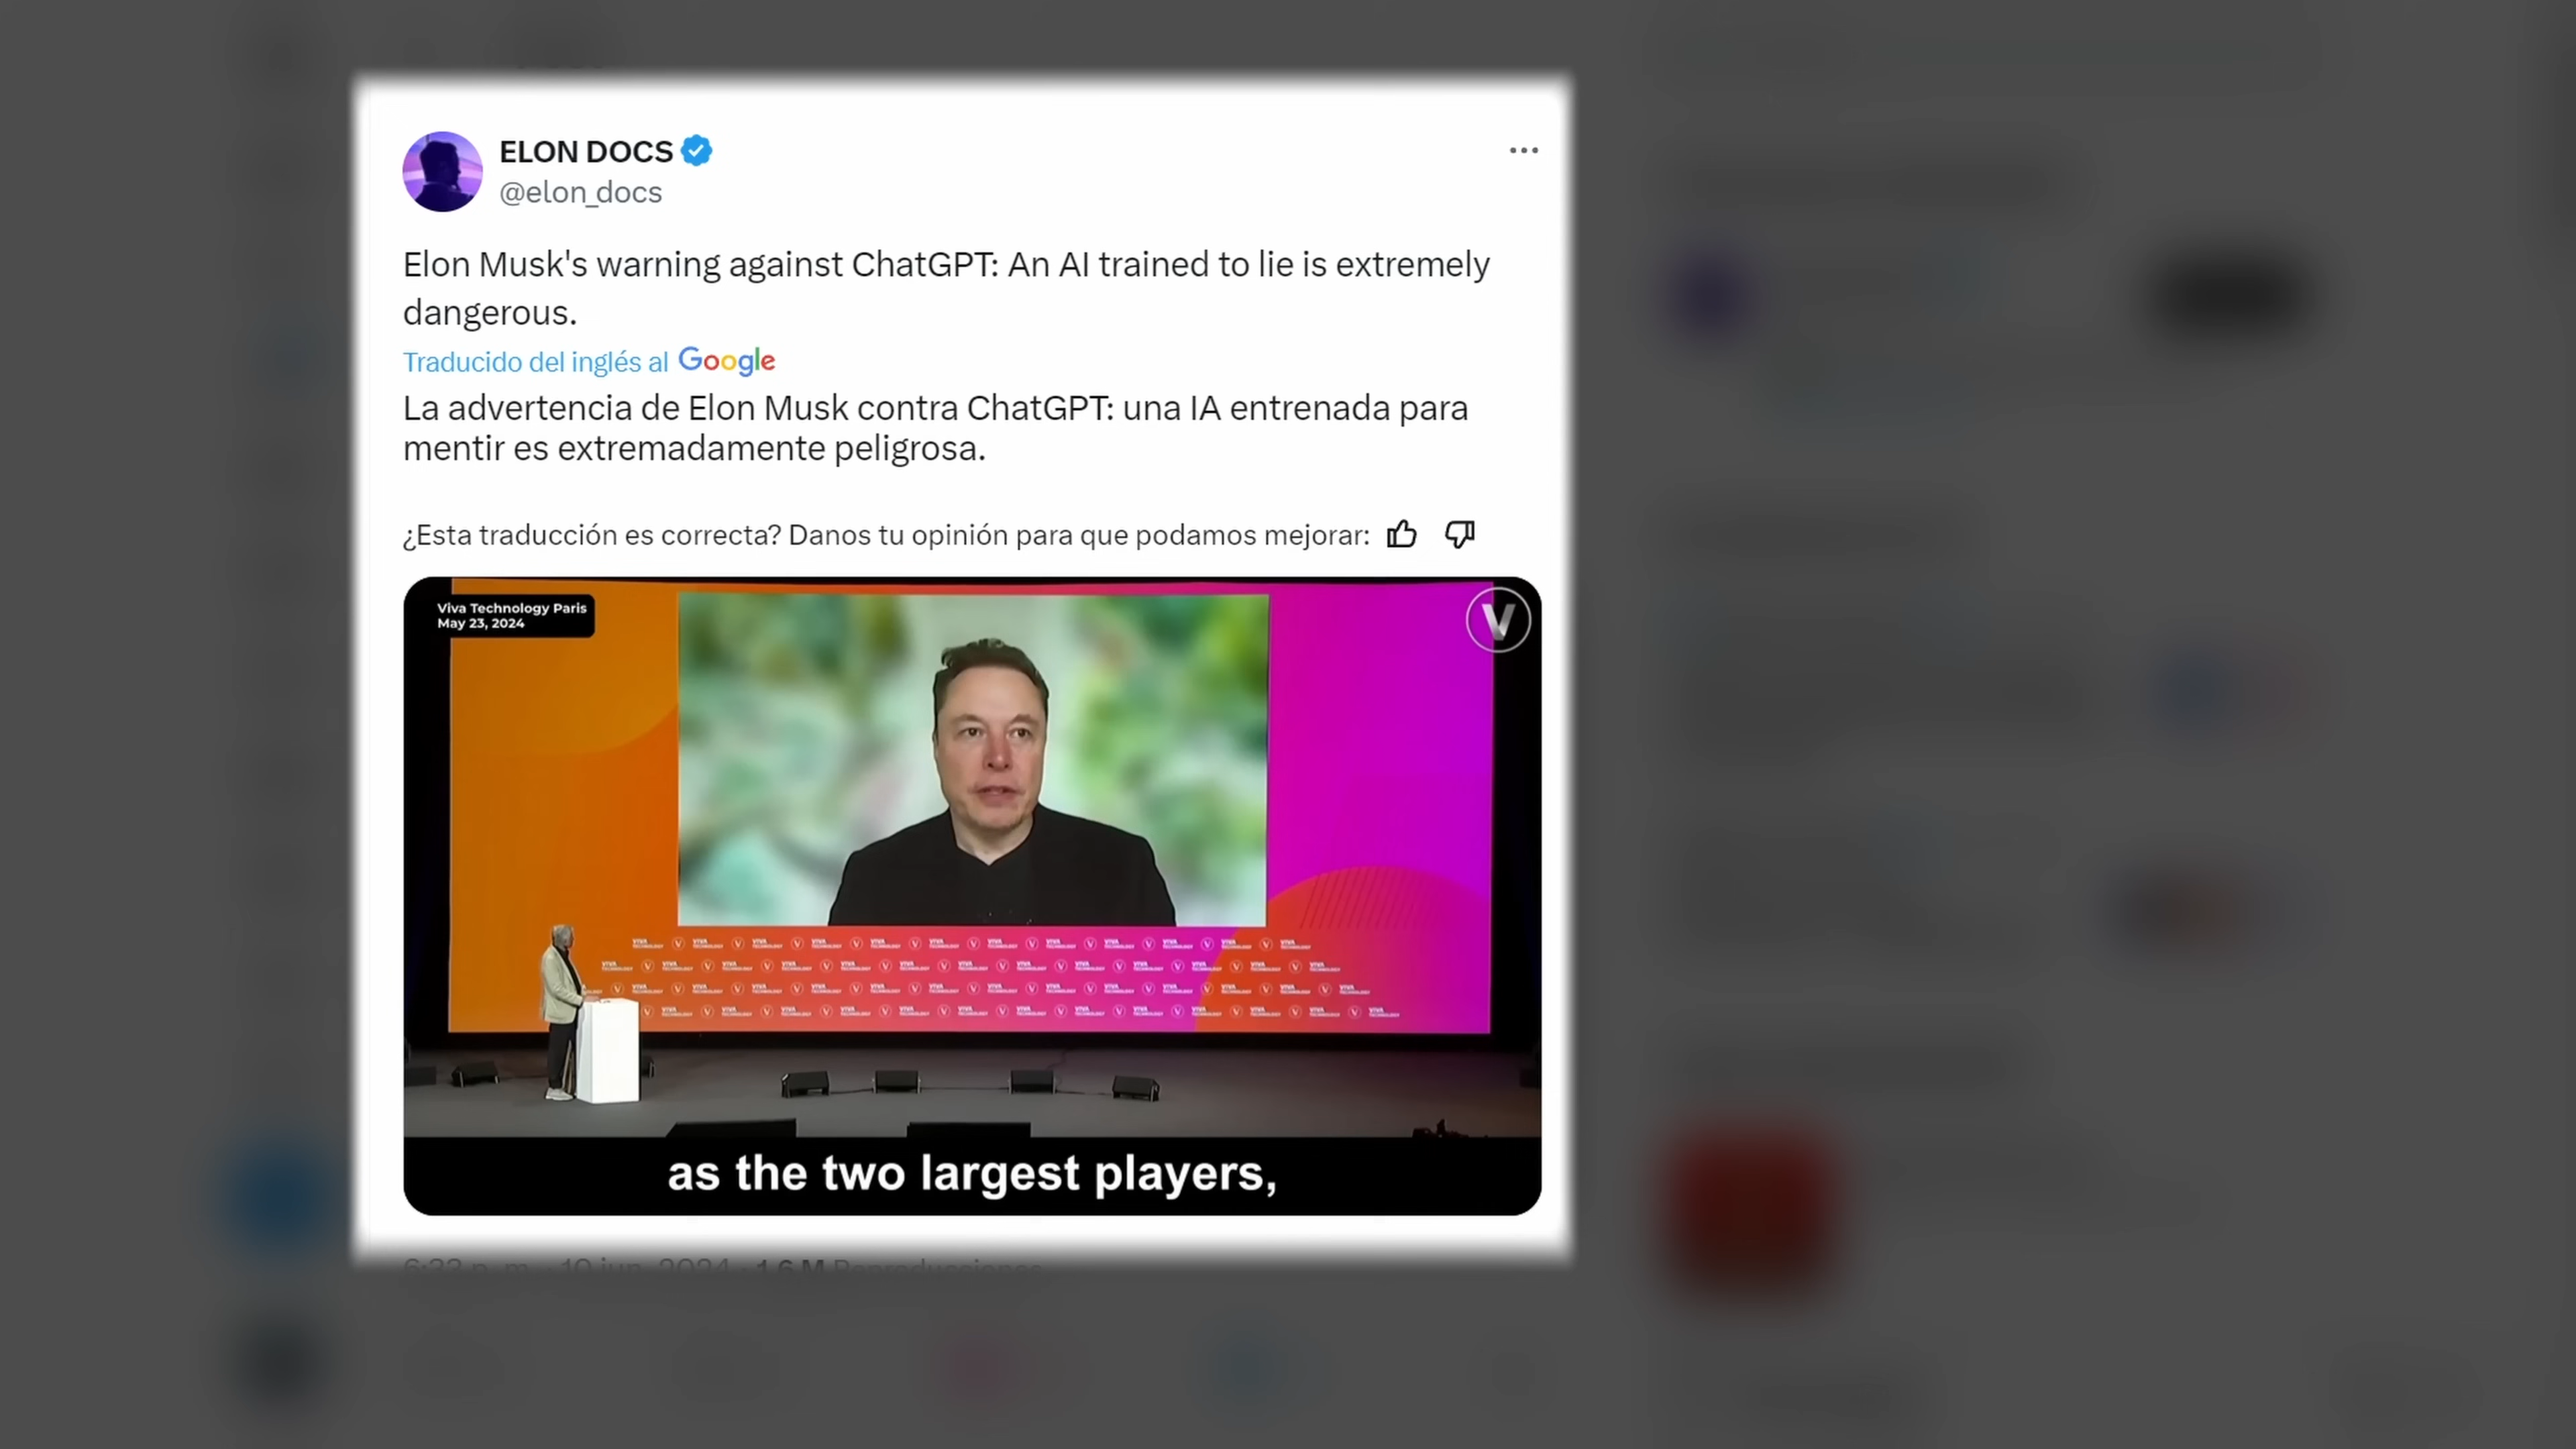 ELON DOCS
@elon_docs
Elon Musk's warning against ChatGPT: An AI trained to lie is extremely
dangerous.
Traducido del inglés al Google
La advertencia de Elon Musk contra ChatGPT: una IA entrenada para
mentir es extremadamente peligrosa.
¿Esta traducción es correcta? Danos tu opinión para que podamos mejorar:
Viva Technology Paris
May 23, 2024
V
as the two largest players,